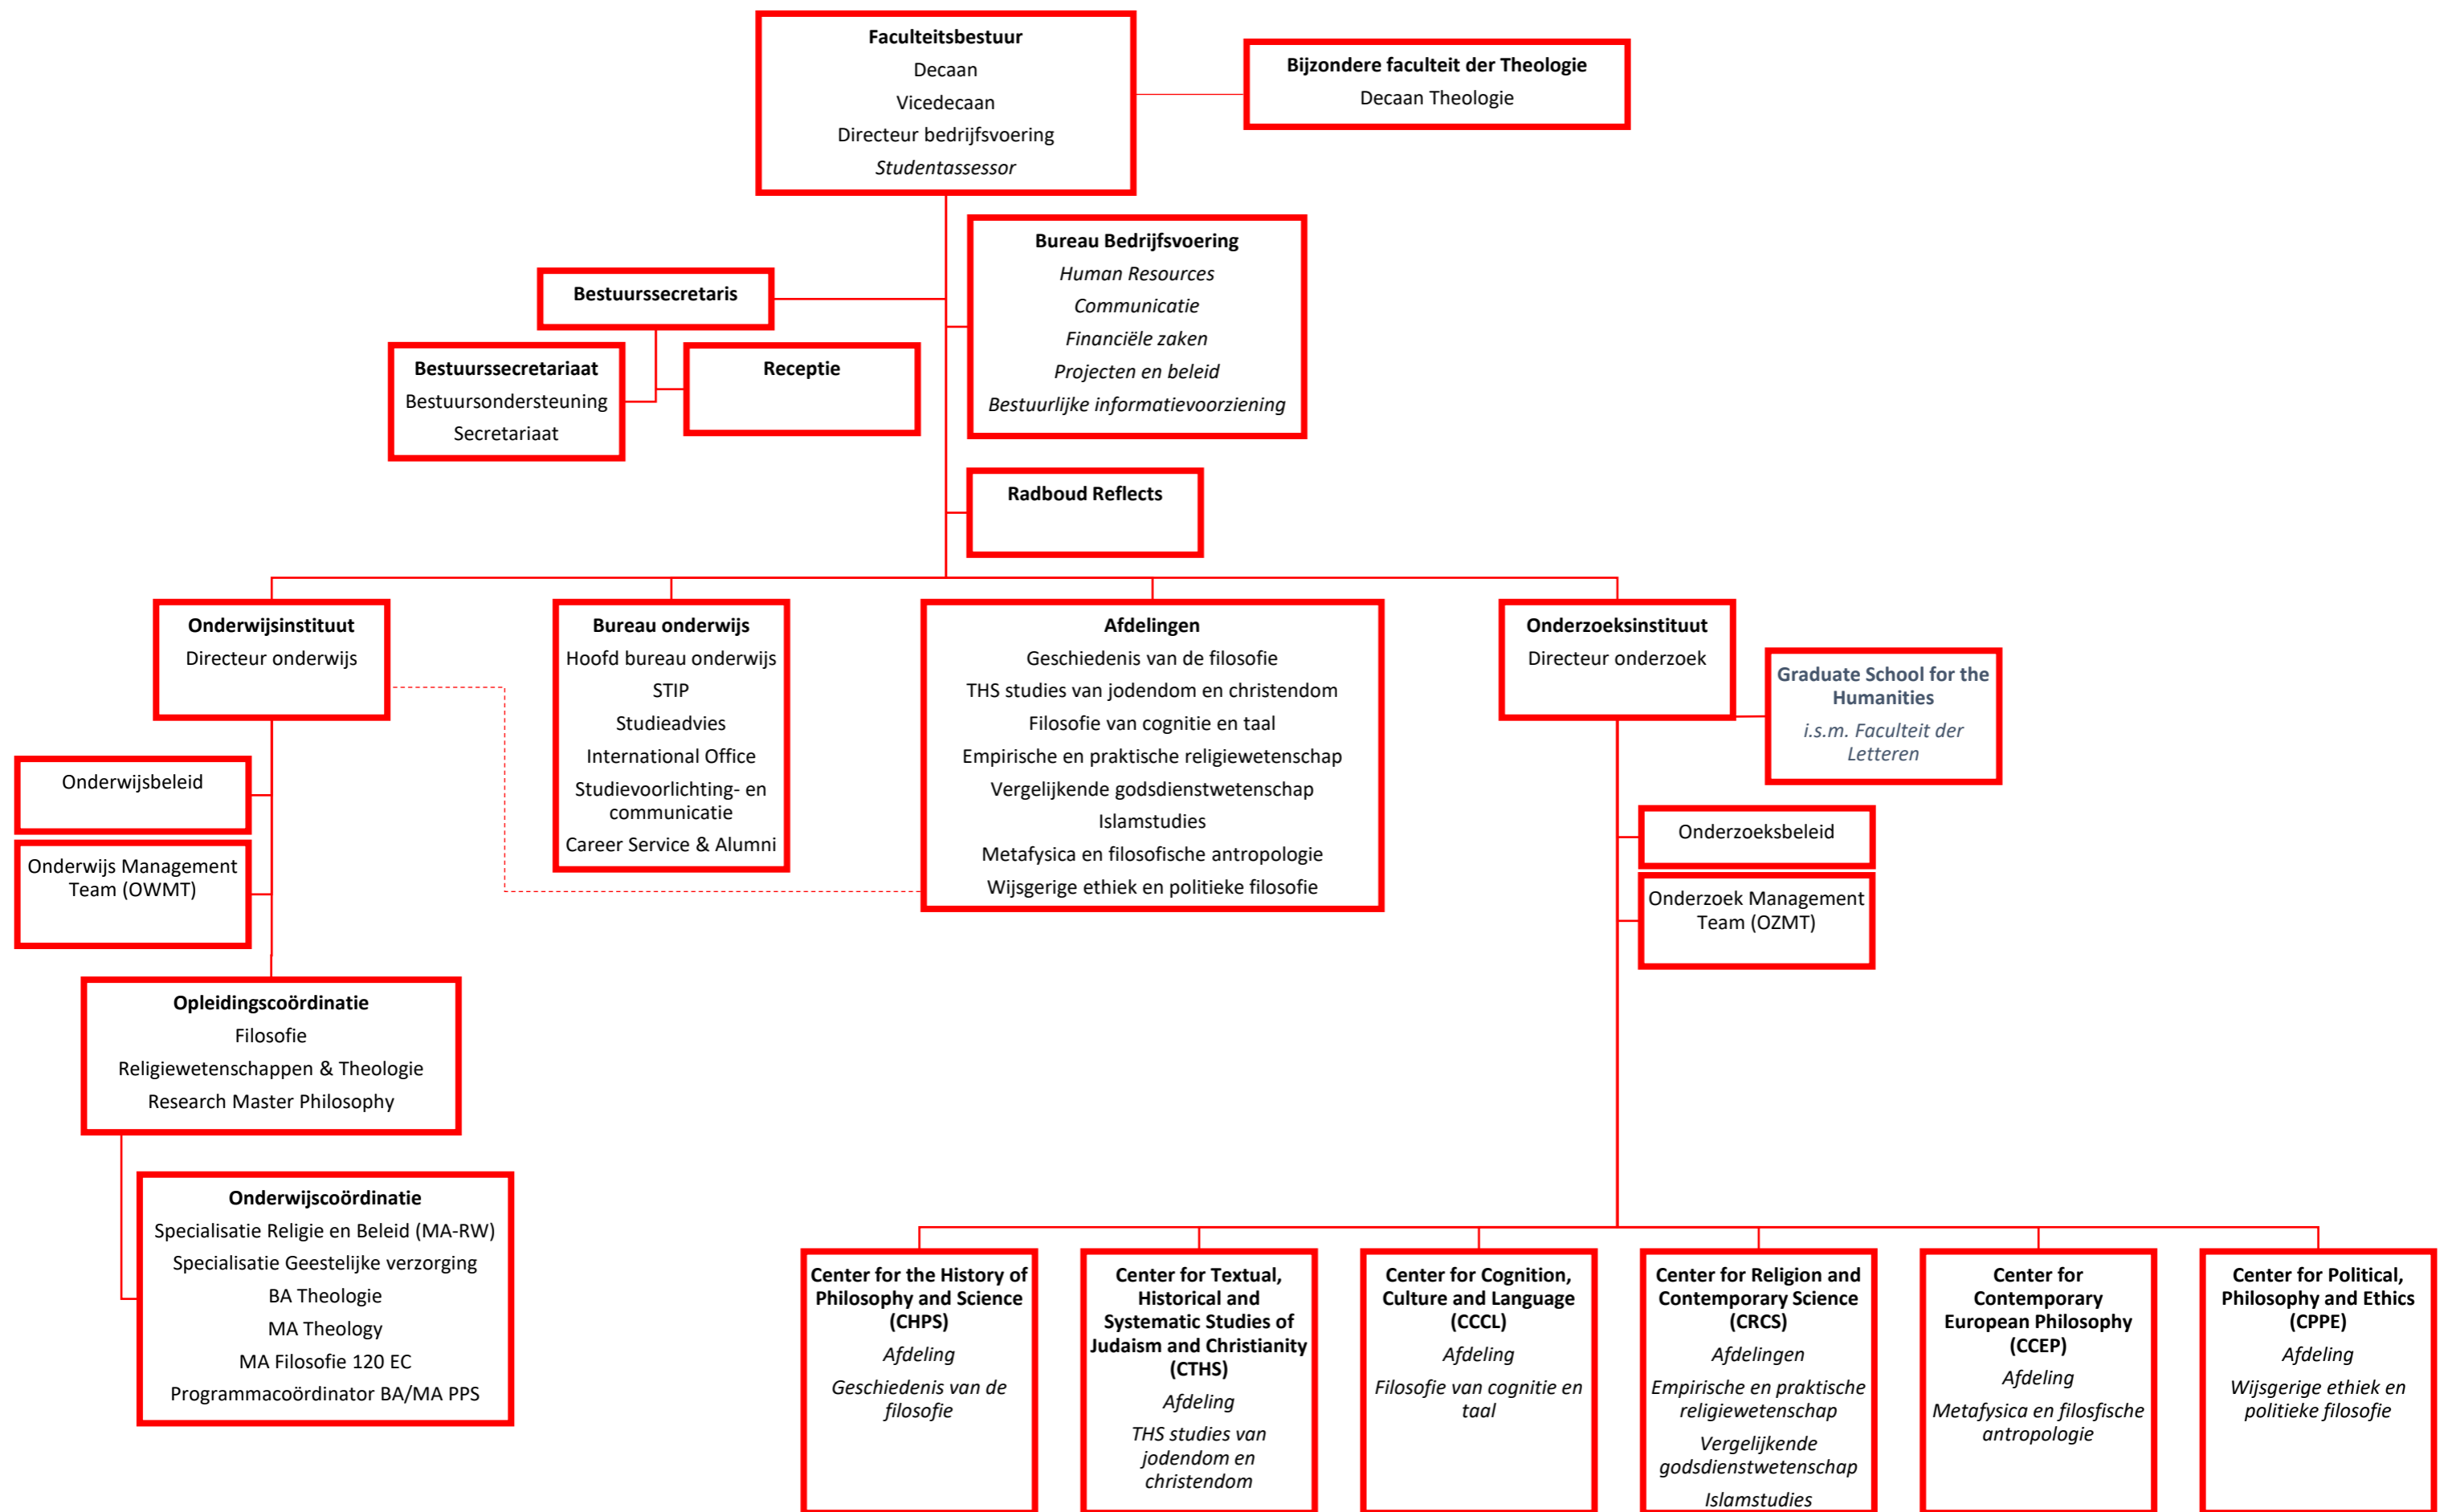 Faculteitsbestuur
Decaan
Vicedecaan
Directeur bedrijfsvoering
Studentassessor
Bijzondere faculteit der Theologie
Decaan Theologie
Bureau Bedrijfsvoering
Human Resources
Communicatie
Financiële zaken
Projecten en beleid
Bestuurlijke informatievoorziening
Bestuurssecretaris
Bestuurssecretariaat
Bestuursondersteuning
Secretariaat
Receptie
Radboud Reflects
Onderwijsinstituut
Directeur onderwijs
Bureau onderwijs
Hoofd bureau onderwijs
STIP
Studieadvies
International Office
Studievoorlichting- en
communicatie
Career Service & Alumni
Afdelingen
Geschiedenis van de filosofie
THS studies van jodendom en christendom
Filosofie van cognitie en taal
Empirische en praktische religiewetenschap
Vergelijkende godsdienstwetenschap
Islamstudies
Metafysica en filosofische antropologie
Wijsgerige ethiek en politieke filosofie
Onderzoeksinstituut
Directeur onderzoek
Graduate School for the
Humanities
i.s.m. Faculteit der
Letteren
Onderwijsbeleid
Onderwijs Management
Team (OWMT)
Onderzoeksbeleid
Onderzoek Management
Team (OZMT)
Opleidingscoördinatie
Filosofie
Religiewetenschappen & Theologie
Research Master Philosophy
Onderwijscoördinatie
Specialisatie Religie en Beleid (MA-RW)
Specialisatie Geestelijke verzorging
BA Theologie
MA Theology
MA Filosofie 120 EC
Programmacoördinator BA/MA PPS
Center for the History of
Philosophy and Science
(CHPS)
Afdeling
Geschiedenis van de
filosofie
Center for Textual,
Historical and
Systematic Studies of
Judaism and Christianity
(CTHS)
Afdeling
THS studies van
jodendom en
christendom
Center for Cognition,
Culture and Language
(CCCL)
Afdeling
Filosofie van cognitie en
taal
Center for Religion and
Contemporary Science
(CRCS)
Afdelingen
Empirische en praktische
religiewetenschap
Vergelijkende
godsdienstwetenschap
Islamstudies
Center for
Contemporary
European Philosophy
(CCEP)
Afdeling
Metafysica en filosfische
antropologie
Center for Political,
Philosophy and Ethics
(CPPE)
Afdeling
Wijsgerige ethiek en
politieke filosofie